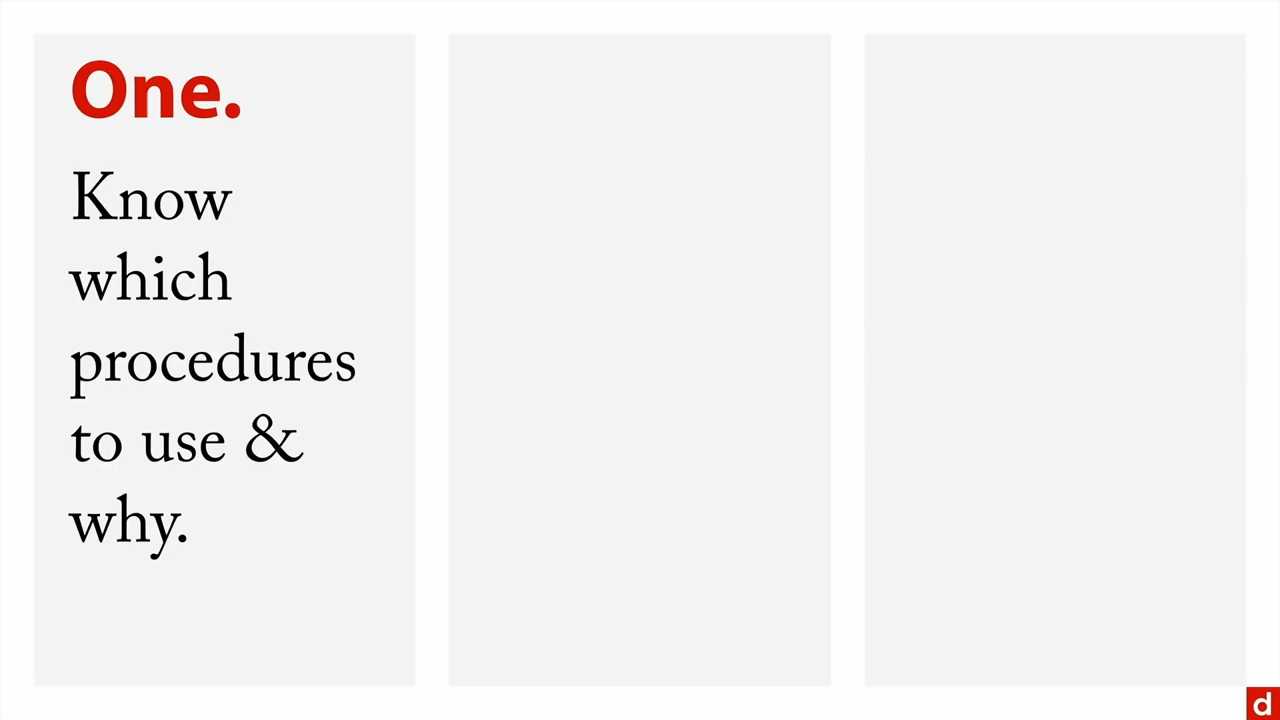 One.
Know
which
procedures
to use &
why.
d